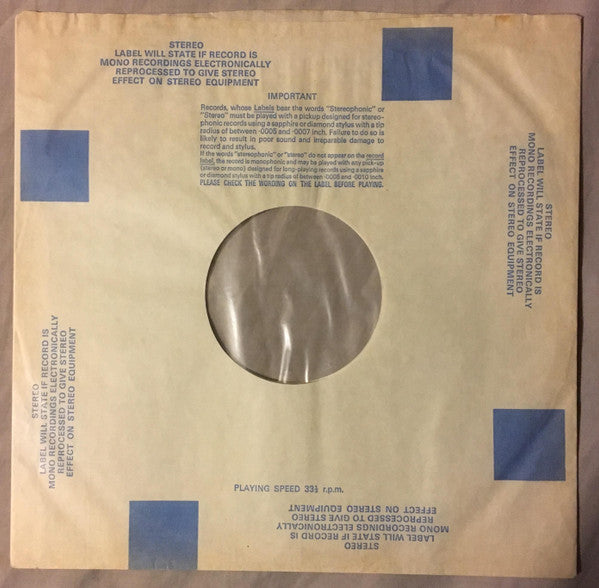 STEREO
LABEL WILL STATE IF RECORD IS
MONO RECORDINGS ELECTRONICALLY
REPROCESSED TO GIVE STEREO
EFFECT ON STEREO EQUIPMENT
IMPORTANT
Records, whose Labels bear the words "Stereophonic" or
"Stereo" must be played with a pickup designed for stereo-
phonic records using a sapphire or diamond stylus with a tip
radius of between ·0005 and ·0007 inch. Failure to do so is
likely to result in poor sound and irreparable damage to
record and stylus.
If the words "stereophonic" or "stereo" do not appear on the record
label, the record is monophonic and may be played with any pick-up
(stereo or mono) designed for long-playing records using a sapphire
or diamond stylus with a tip radius of between ·0005 and ·0010 inch.
PLEASE CHECK THE WORDING ON THE LABEL BEFORE PLAYING.
STEREO
LABEL WILL STATE IF RECORD IS
MONO RECORDINGS ELECTRONICALLY
REPROCESSED TO GIVE STEREO
EFFECT ON STEREO EQUIPMENT
STEREO
LABEL WILL STATE IF RECORD IS
MONO RECORDINGS ELECTRONICALLY
REPROCESSED TO GIVE STEREO
EFFECT ON STEREO EQUIPMENT
PLAYING SPEED 33⅓ r.p.m.
STEREO
LABEL WILL STATE IF RECORD IS
MONO RECORDINGS ELECTRONICALLY
REPROCESSED TO GIVE STEREO
EFFECT ON STEREO EQUIPMENT